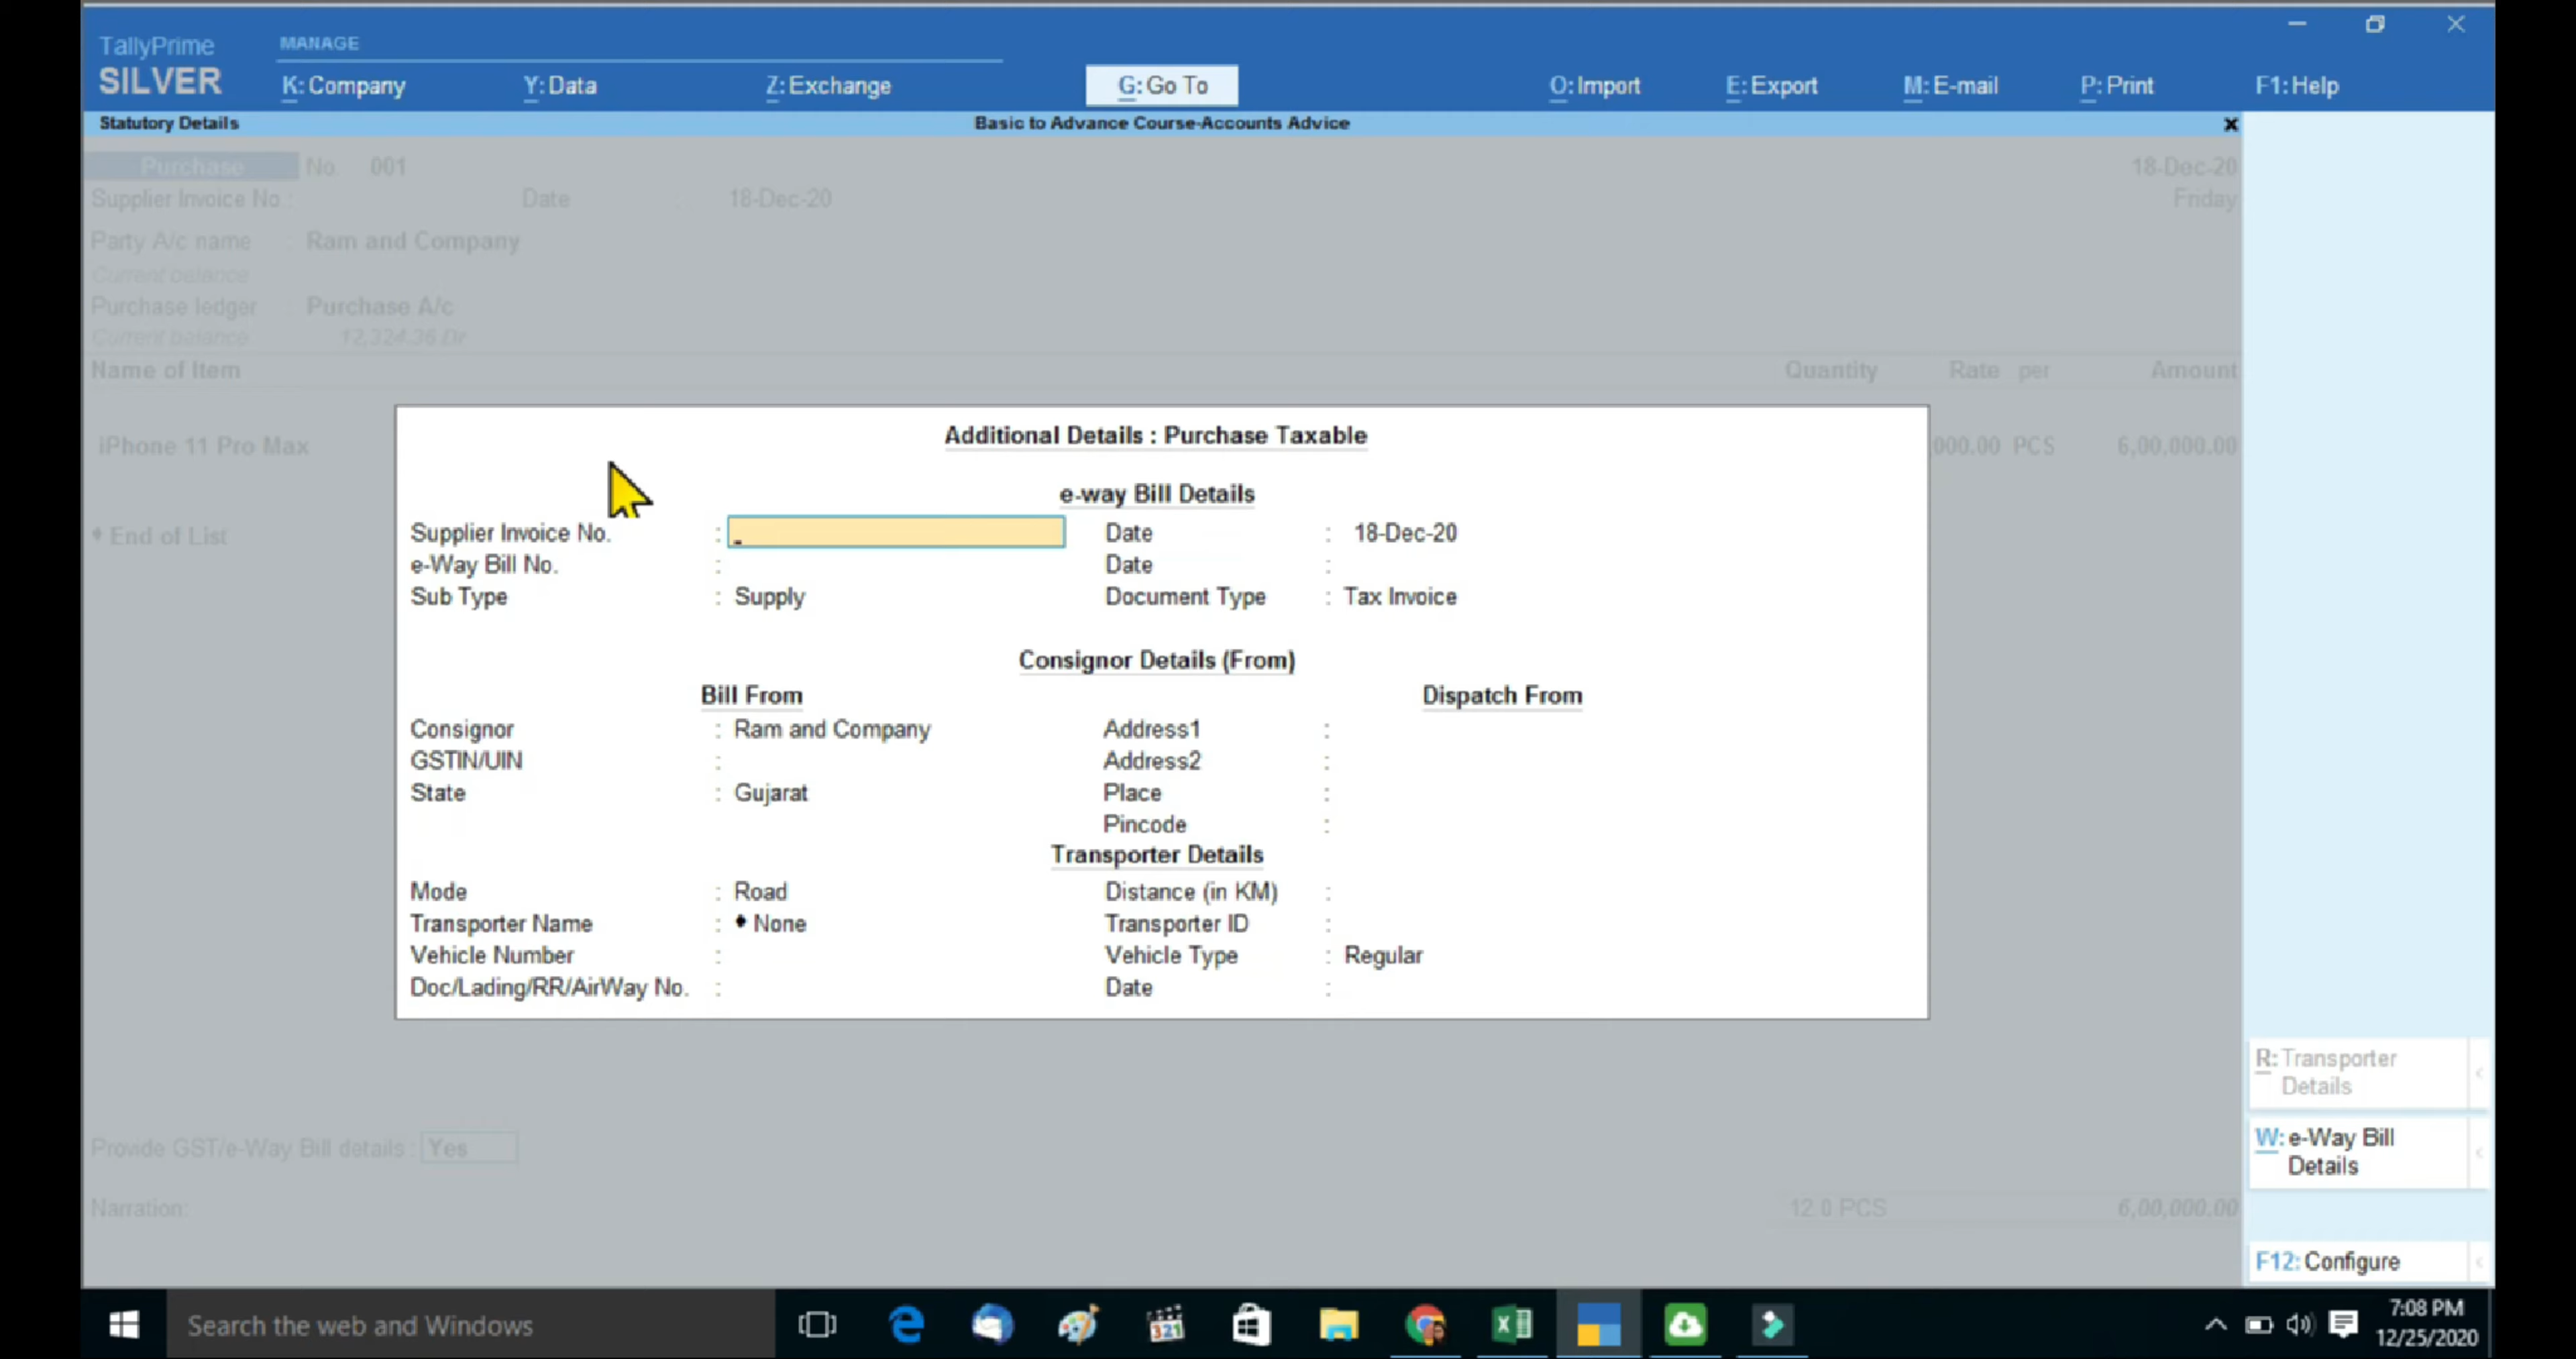 TallyPrime
SILVER
MANAGE
K: Company Y: Data Z: Exchange G: Go To O: Import E: Export M: E-mail P: Print F1: Help
Statutory Details Basic to Advance Course-Accounts Advice x
Purchase No. 001 18-Dec-20
Supplier Invoice No.: Date 18-Dec-20 Friday
Party A/c name : Ram and Company
Current balance
Purchase ledger : Purchase A/c
Current balance 12,324.36 Dr
Name of Item Quantity Rate per Amount
iPhone 11 Pro Max 000.00 PCS 6,00,000.00
♦ End of List
Additional Details : Purchase Taxable
e-way Bill Details
Supplier Invoice No. : Date : 18-Dec-20
e-Way Bill No. : Date :
Sub Type : Supply Document Type : Tax Invoice
Consignor Details (From)
Bill From Dispatch From
Consignor : Ram and Company Address1 :
GSTIN/UIN : Address2 :
State : Gujarat Place :
Pincode :
Transporter Details
Mode : Road Distance (in KM) :
Transporter Name : ♦ None Transporter ID :
Vehicle Number : Vehicle Type : Regular
Doc/Lading/RR/AirWay No. : Date :
R: Transporter
Details
W: e-Way Bill
Details
Provide GST/e-Way Bill details : Yes
Narration: 12.0 PCS 6,00,000.00
F12: Configure
Search the web and Windows
321
7:08 PM
12/25/2020